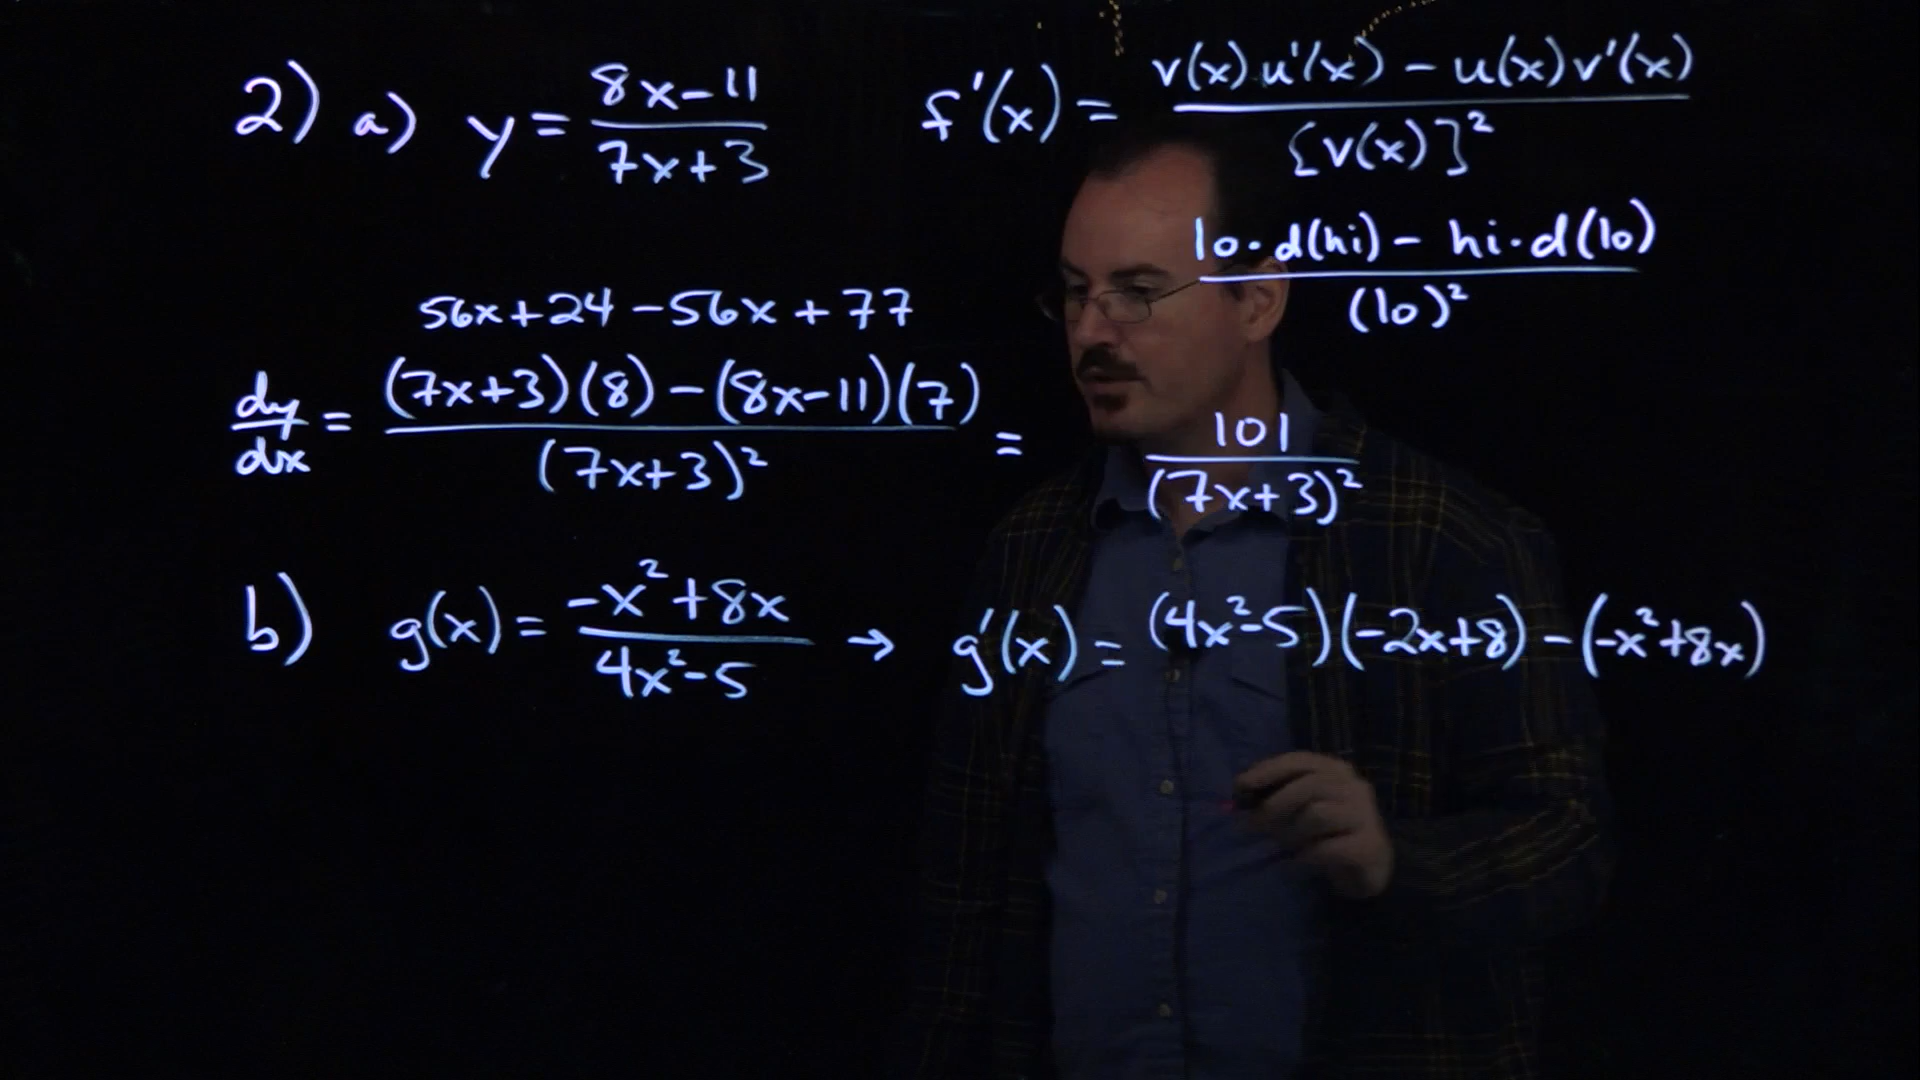 2) a) y = (8x-11)/(7x+3)
f'(x) = (v(x) u'(x) - u(x) v'(x))/[v(x)]²
(lo·d(hi) - hi·d(lo))/(lo)²
56x+24 -56x +77
dy/dx = ((7x+3)(8) - (8x-11)(7))/(7x+3)² = 101/(7x+3)²
b) g(x) = (-x²+8x)/(4x²-5) → g'(x) = (4x²-5)(-2x+8) - (-x²+8x)